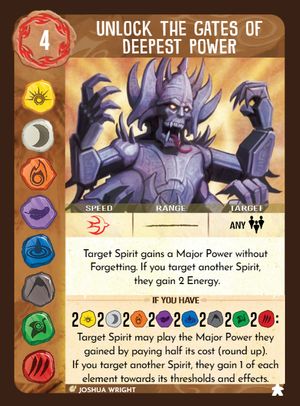 4
UNLOCK THE GATES OF
DEEPEST POWER
SPEED RANGE TARGET
ANY
Target Spirit gains a Major Power without
Forgetting. If you target another Spirit,
they gain 2 Energy.
IF YOU HAVE
2 2 2 2 2 2 2 2 :
Target Spirit may play the Major Power they
gained by paying half its cost (round up).
If you target another Spirit, they gain 1 of each
element towards its thresholds and effects.
JOSHUA WRIGHT